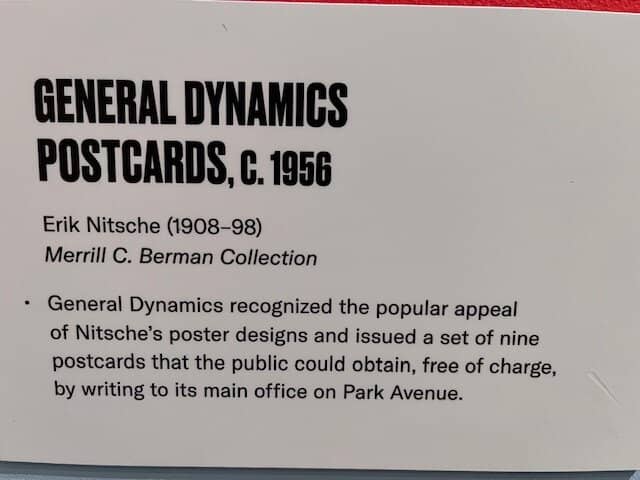 GENERAL DYNAMICS
POSTCARDS, C. 1956
Erik Nitsche (1908–98)
Merrill C. Berman Collection
• General Dynamics recognized the popular appeal
of Nitsche’s poster designs and issued a set of nine
postcards that the public could obtain, free of charge,
by writing to its main office on Park Avenue.